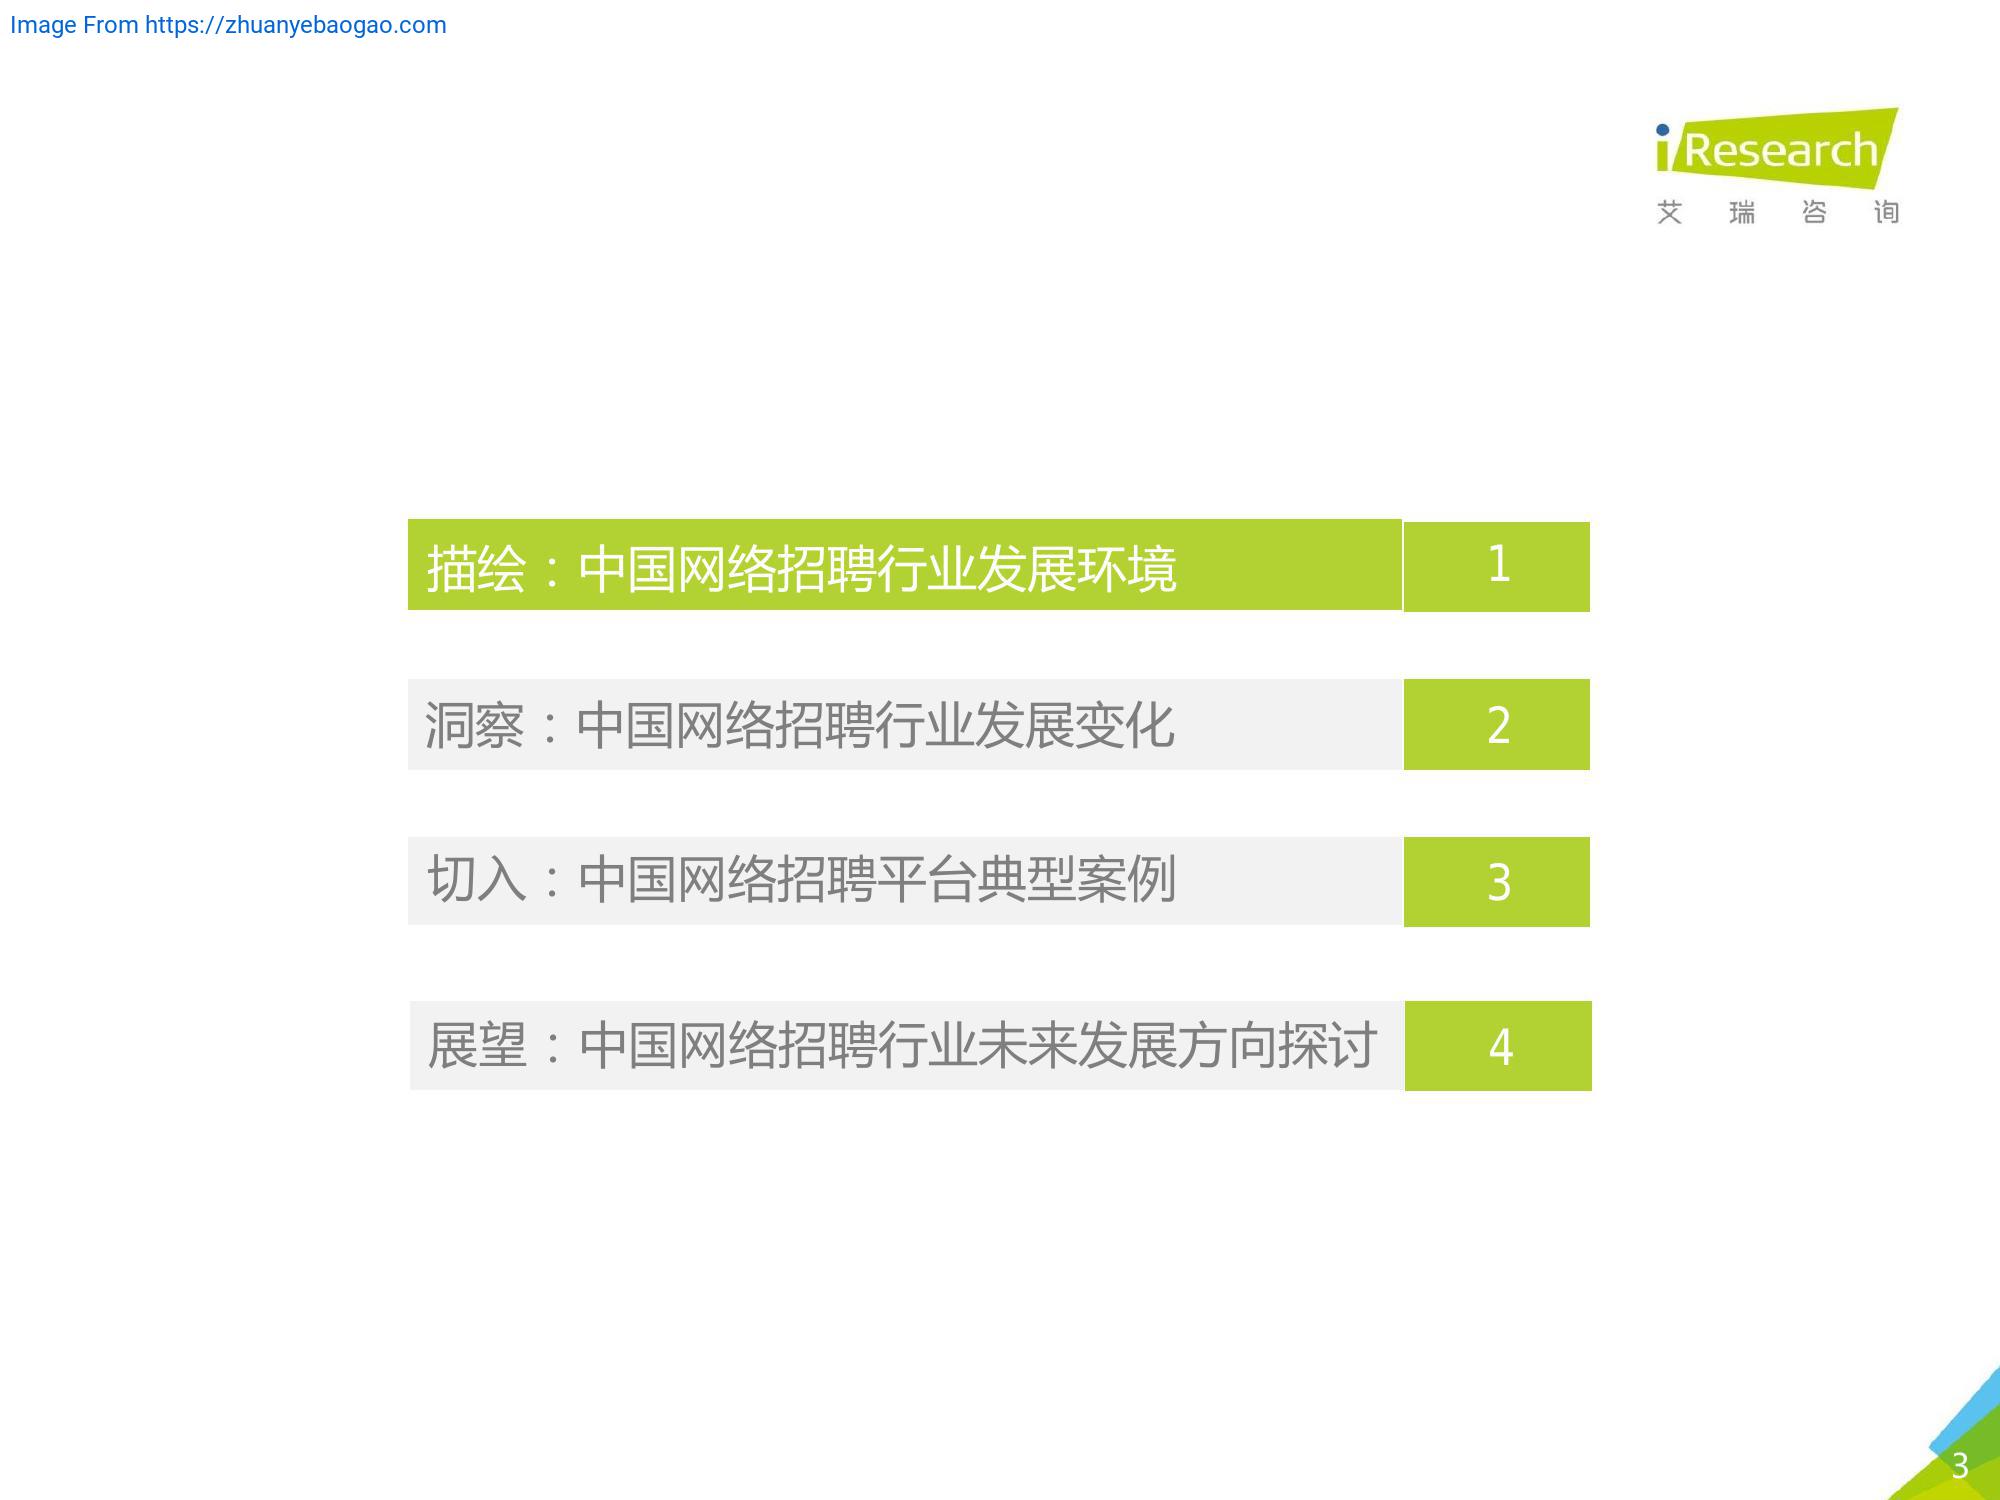 Image From https://zhuanyebaogao.com
iResearch
艾瑞咨询
描绘：中国网络招聘行业发展环境 1
洞察：中国网络招聘行业发展变化 2
切入：中国网络招聘平台典型案例 3
展望：中国网络招聘行业未来发展方向探讨 4
3